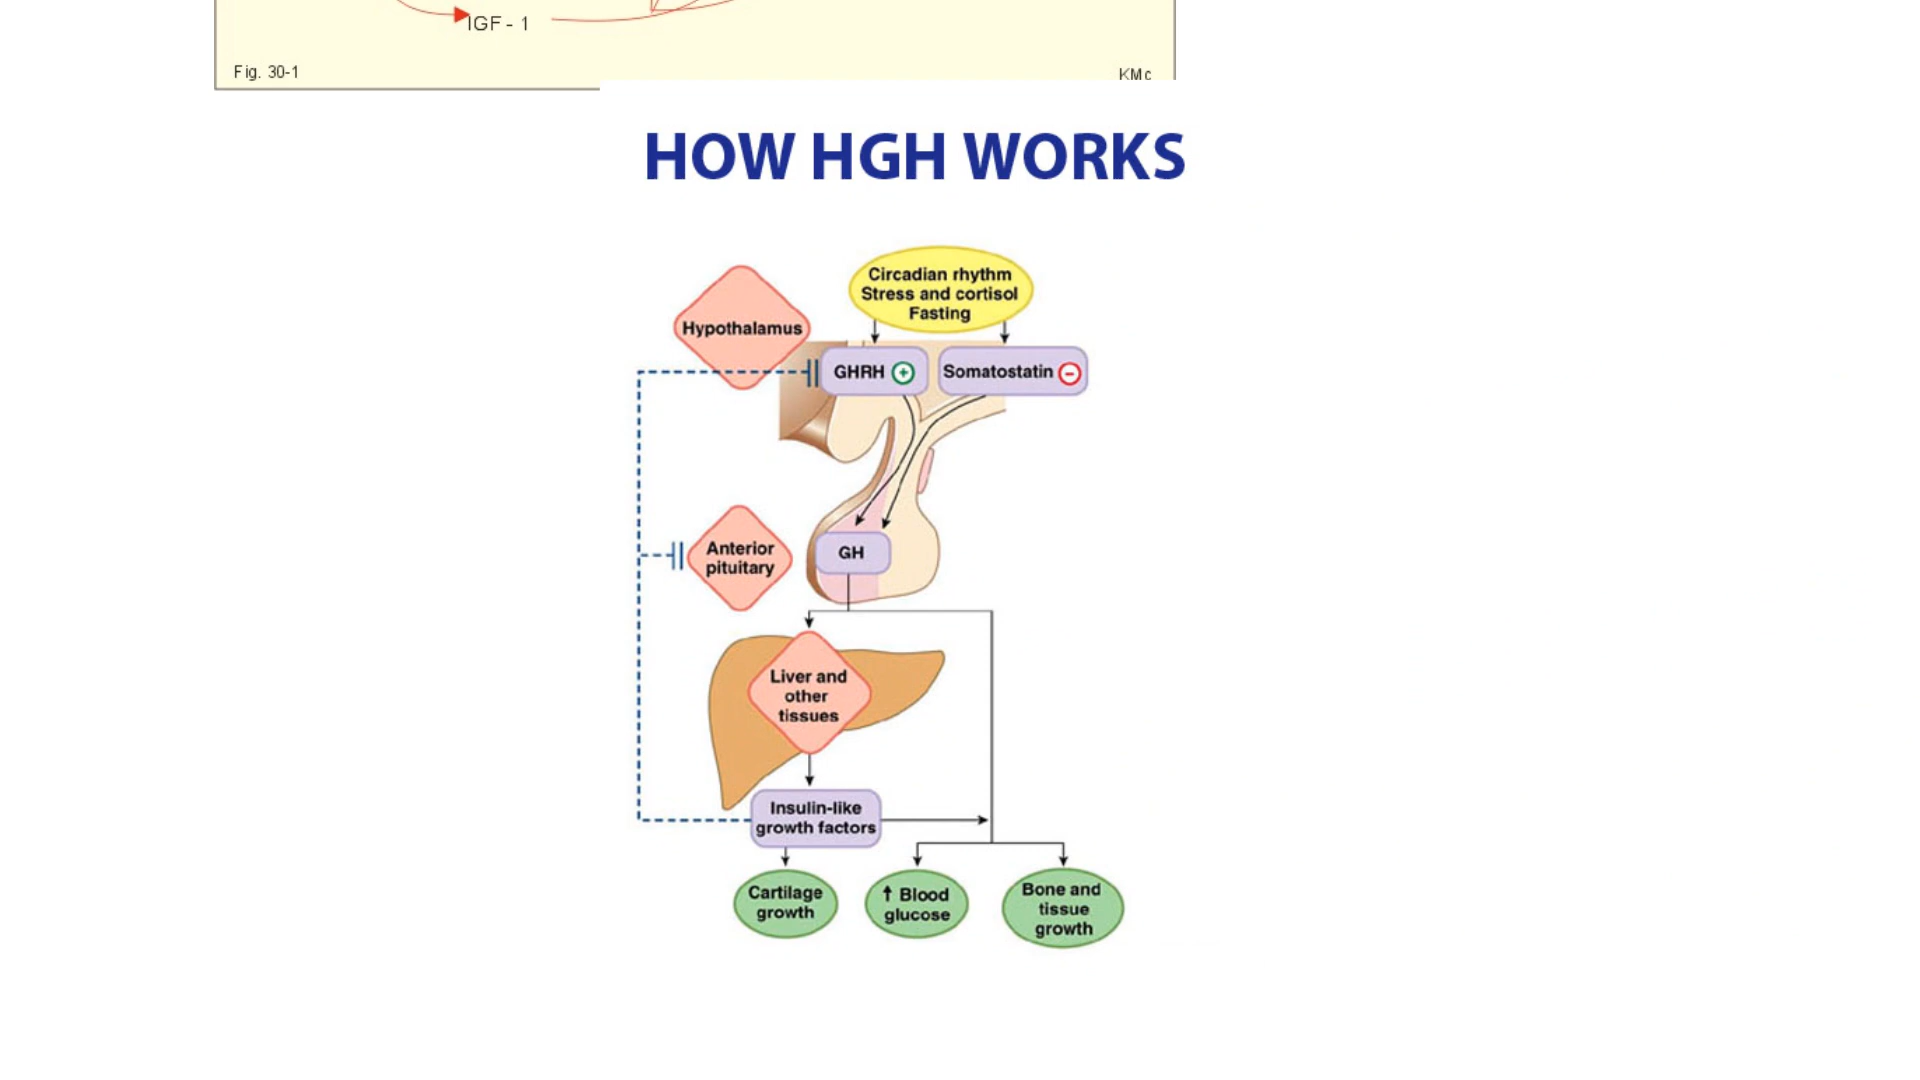 IGF - 1
Fig. 30-1
KMc
HOW HGH WORKS
Circadian rhythm
Stress and cortisol
Fasting
Hypothalamus
GHRH +
Somatostatin −
Anterior
pituitary
GH
Liver and
other
tissues
Insulin-like
growth factors
Cartilage
growth
↑ Blood
glucose
Bone and
tissue
growth